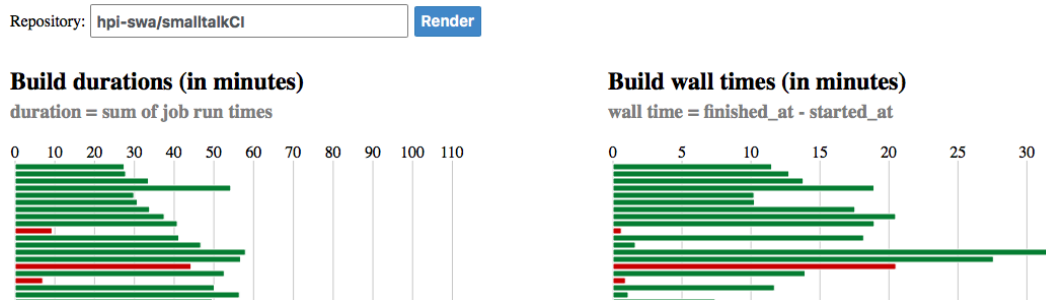 Repository: hpi-swa/smalltalkCI Render
Build durations (in minutes)
duration = sum of job run times
0 10 20 30 40 50 60 70 80 90 100 110
Build wall times (in minutes)
wall time = finished_at - started_at
0 5 10 15 20 25 30